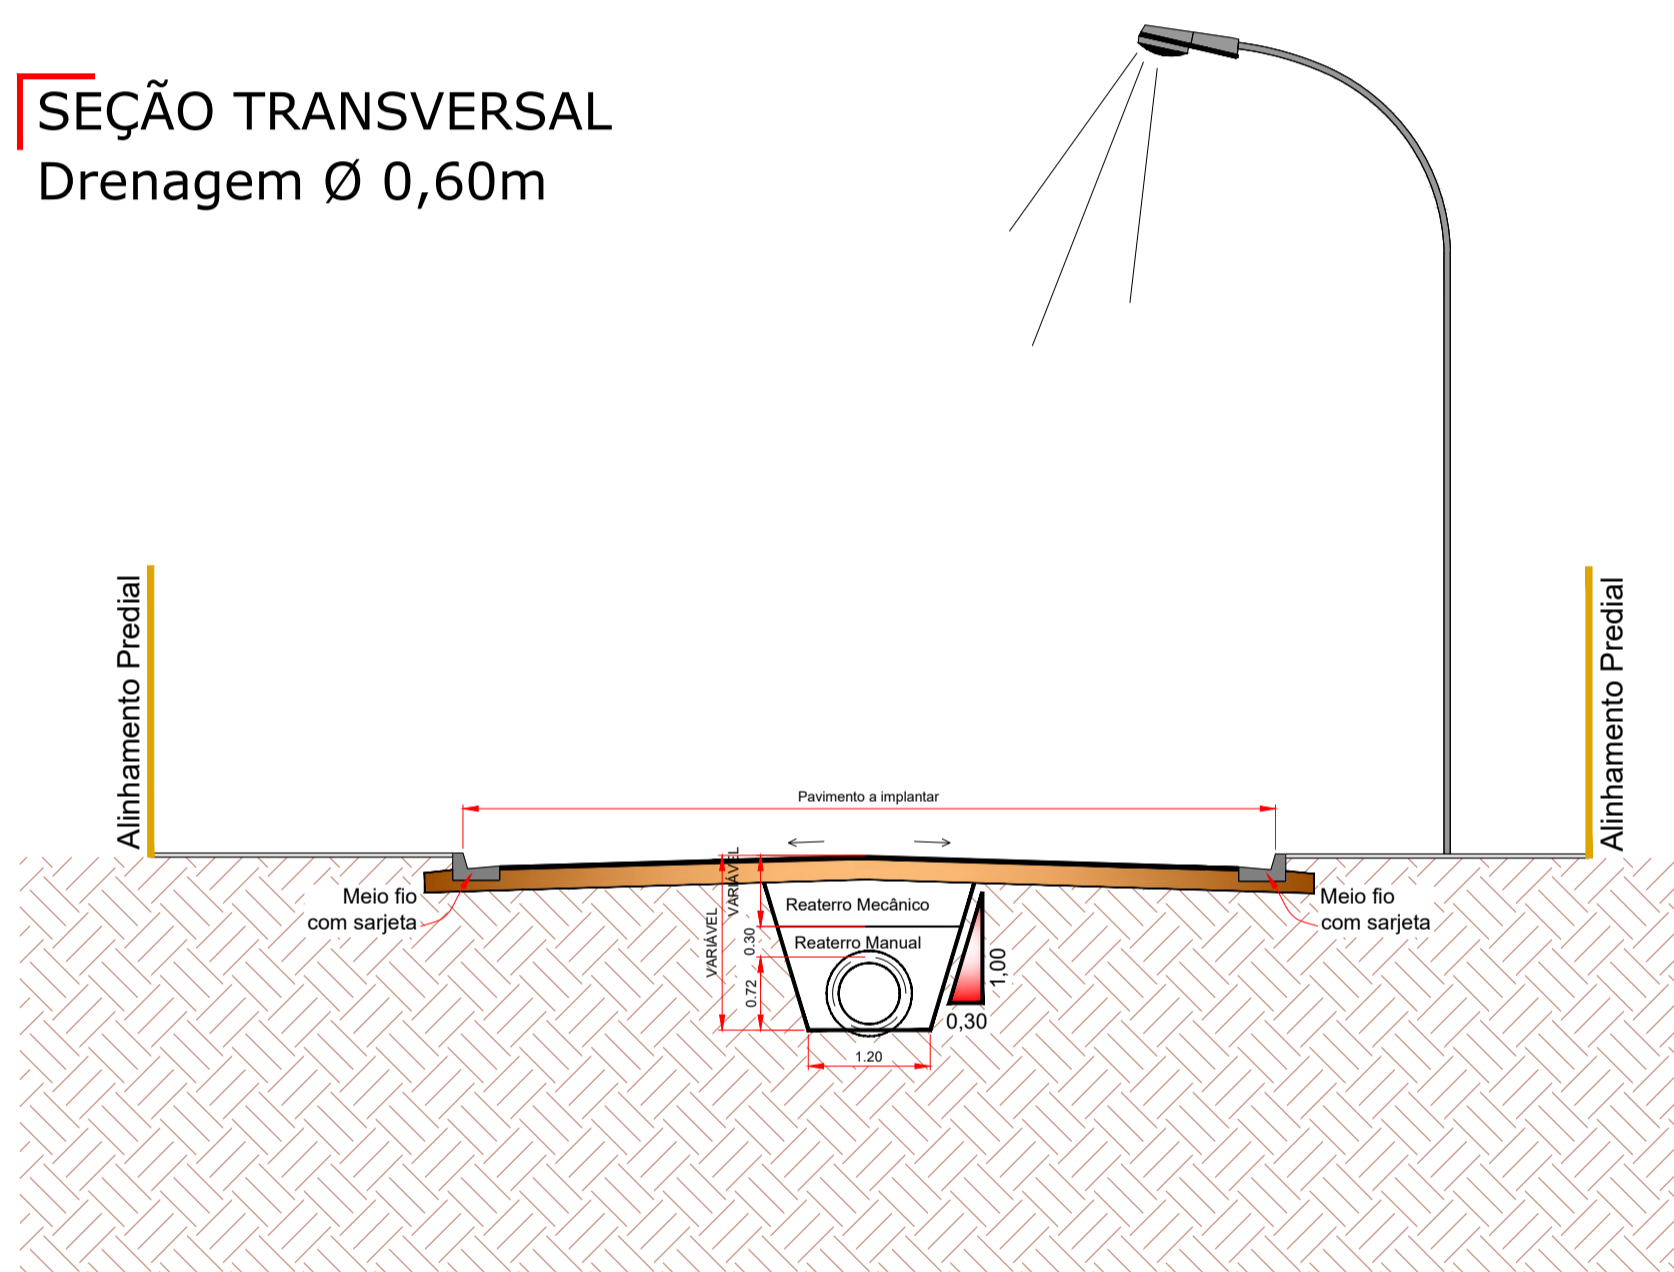 SEÇÃO TRANSVERSAL
Drenagem Ø 0,60m
Alinhamento Predial
Alinhamento Predial
Pavimento a implantar
VARIÁVEL
VARIÁVEL
Meio fio
com sarjeta
Reaterro Mecânico
Meio fio
com sarjeta
0.30
Reaterro Manual
1,00
0.72
0,30
1.20